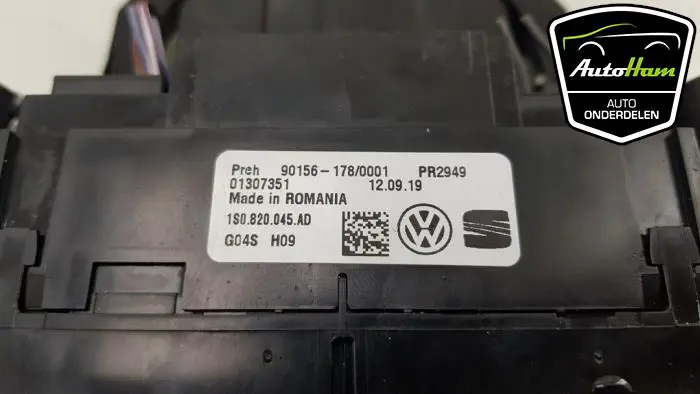 AutoHam
AUTO
ONDERDELEN
Preh 90156-178/0001 PR2949
01307351 12.09.19
Made in ROMANIA
1S0.820.045.AD
G04S H09